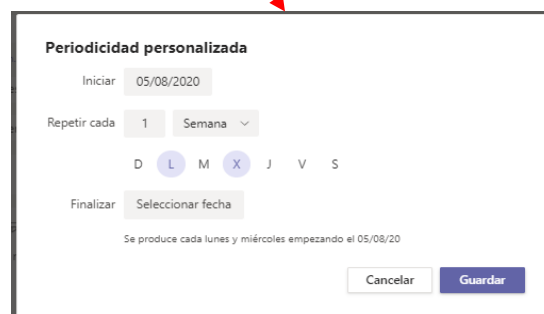 Periodicidad personalizada
Iniciar 05/08/2020
Repetir cada 1 Semana
D L M X J V S
Finalizar Seleccionar fecha
Se produce cada lunes y miércoles empezando el 05/08/20
Cancelar Guardar